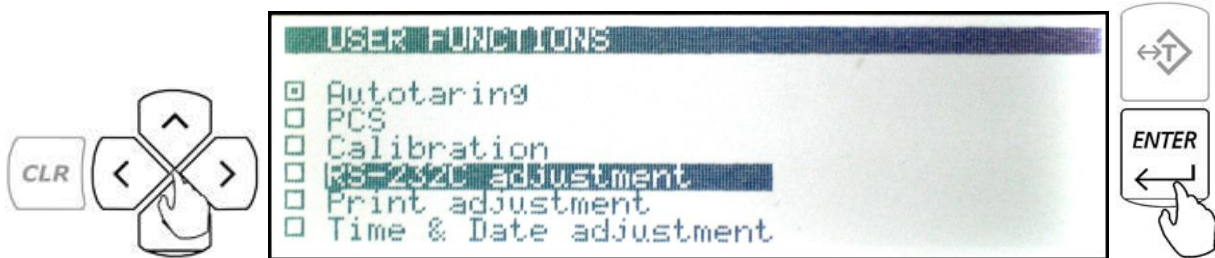 USER FUNCTIONS
Autotaring
PCS
Calibration
RS-232C adjustment
Print adjustment
Time & Date adjustment
CLR
T
ENTER